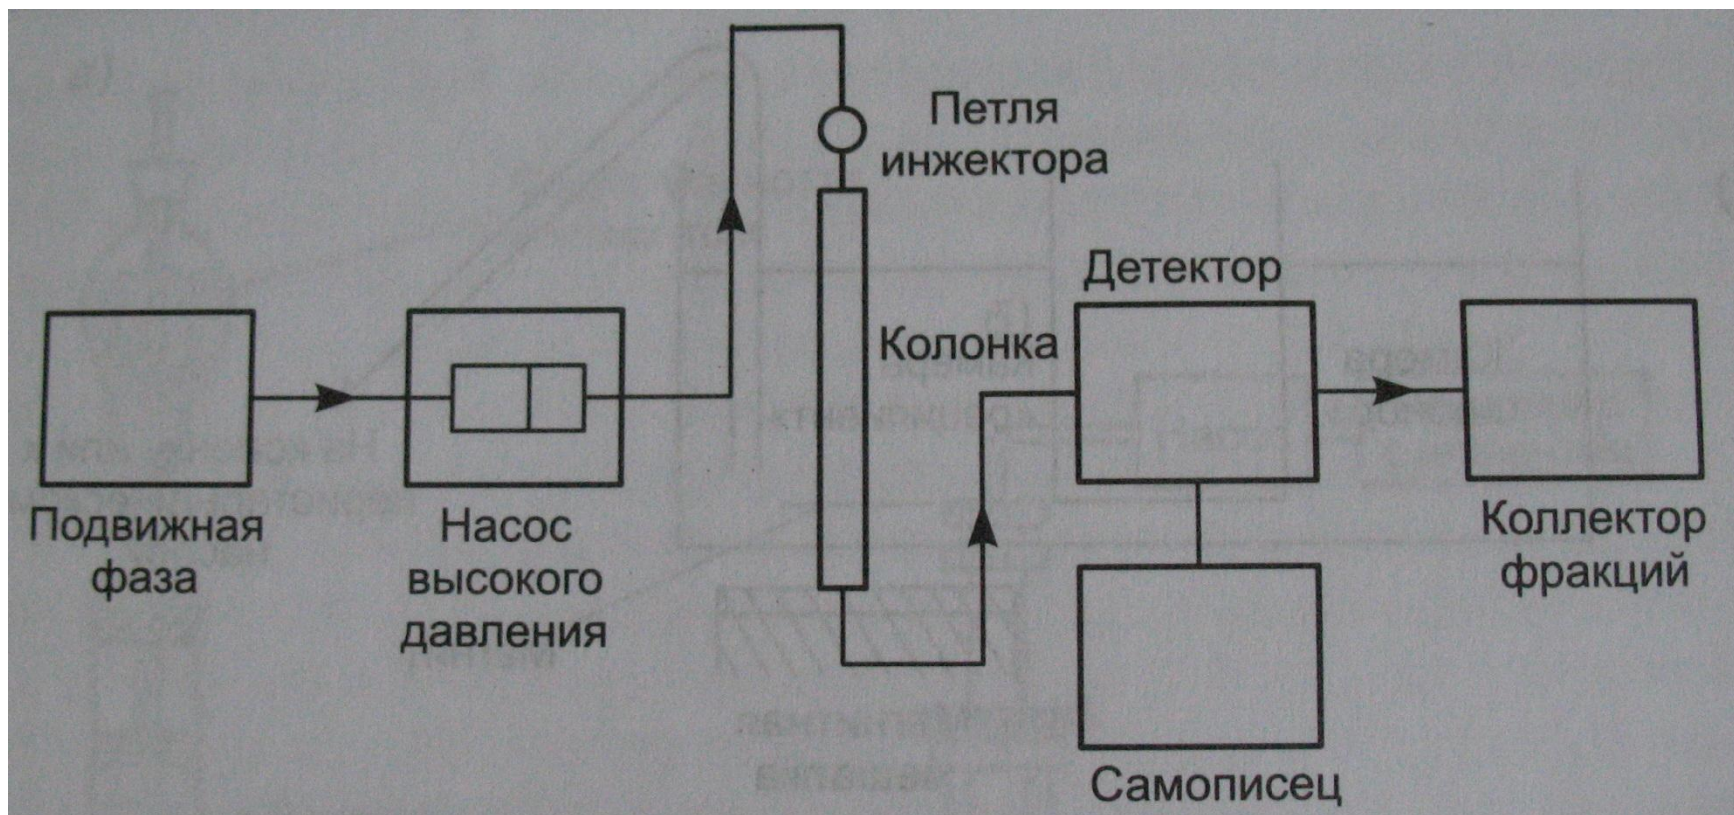 Петля
инжектора
Детектор
Колонка
Подвижная
фаза
Насос
высокого
давления
Коллектор
фракций
Самописец